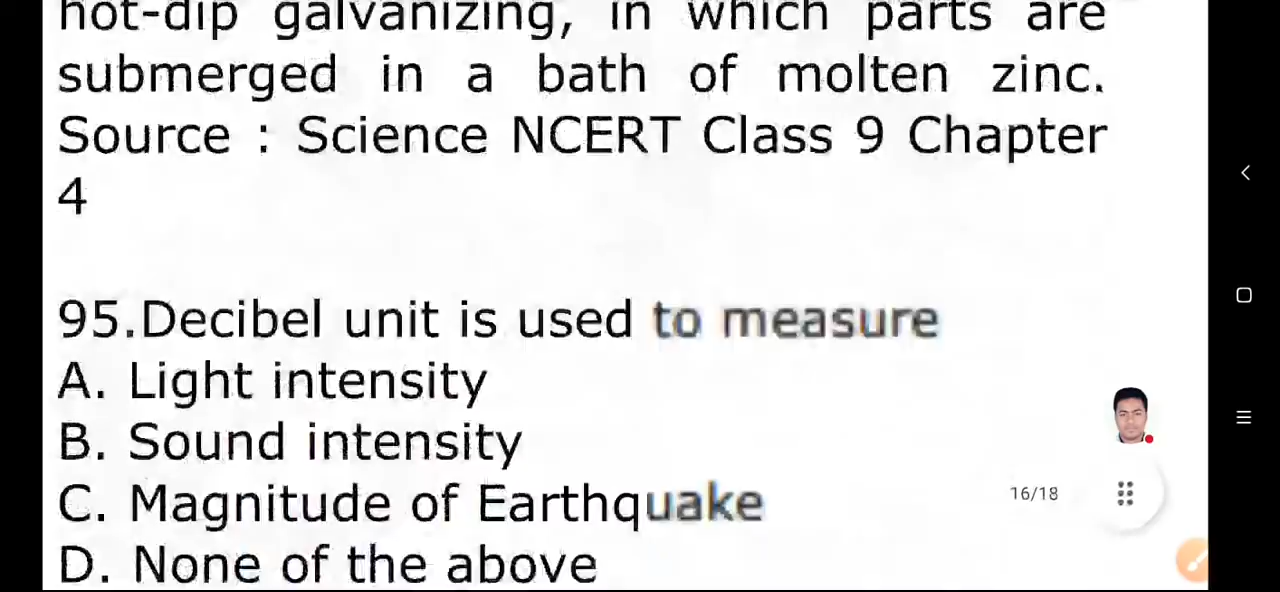 hot-dip galvanizing, in which parts are
submerged in a bath of molten zinc.
Source : Science NCERT Class 9 Chapter
4
95.Decibel unit is used to measure
A. Light intensity
B. Sound intensity
C. Magnitude of Earthquake
16/18
D. None of the above